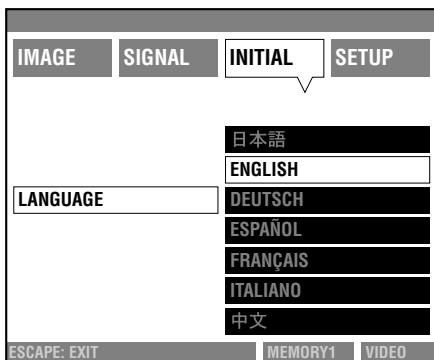 IMAGE SIGNAL INITIAL SETUP
日本語
ENGLISH
LANGUAGE DEUTSCH
ESPAÑOL
FRANÇAIS
ITALIANO
中文
ESCAPE: EXIT MEMORY1 VIDEO